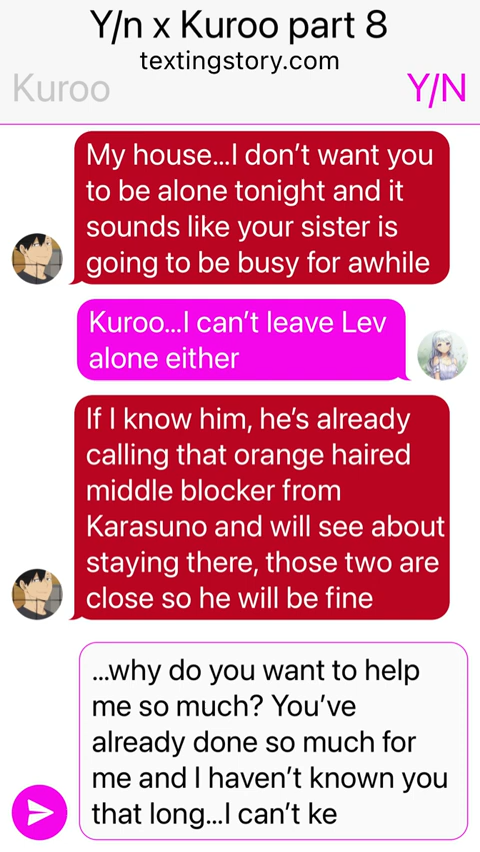 Y/n x Kuroo part 8
textingstory.com
Kuroo
Y/N
My house...I don’t want you
to be alone tonight and it
sounds like your sister is
going to be busy for awhile
Kuroo...I can’t leave Lev
alone either
If I know him, he’s already
calling that orange haired
middle blocker from
Karasuno and will see about
staying there, those two are
close so he will be fine
...why do you want to help
me so much? You’ve
already done so much for
me and I haven’t known you
that long...I can’t ke